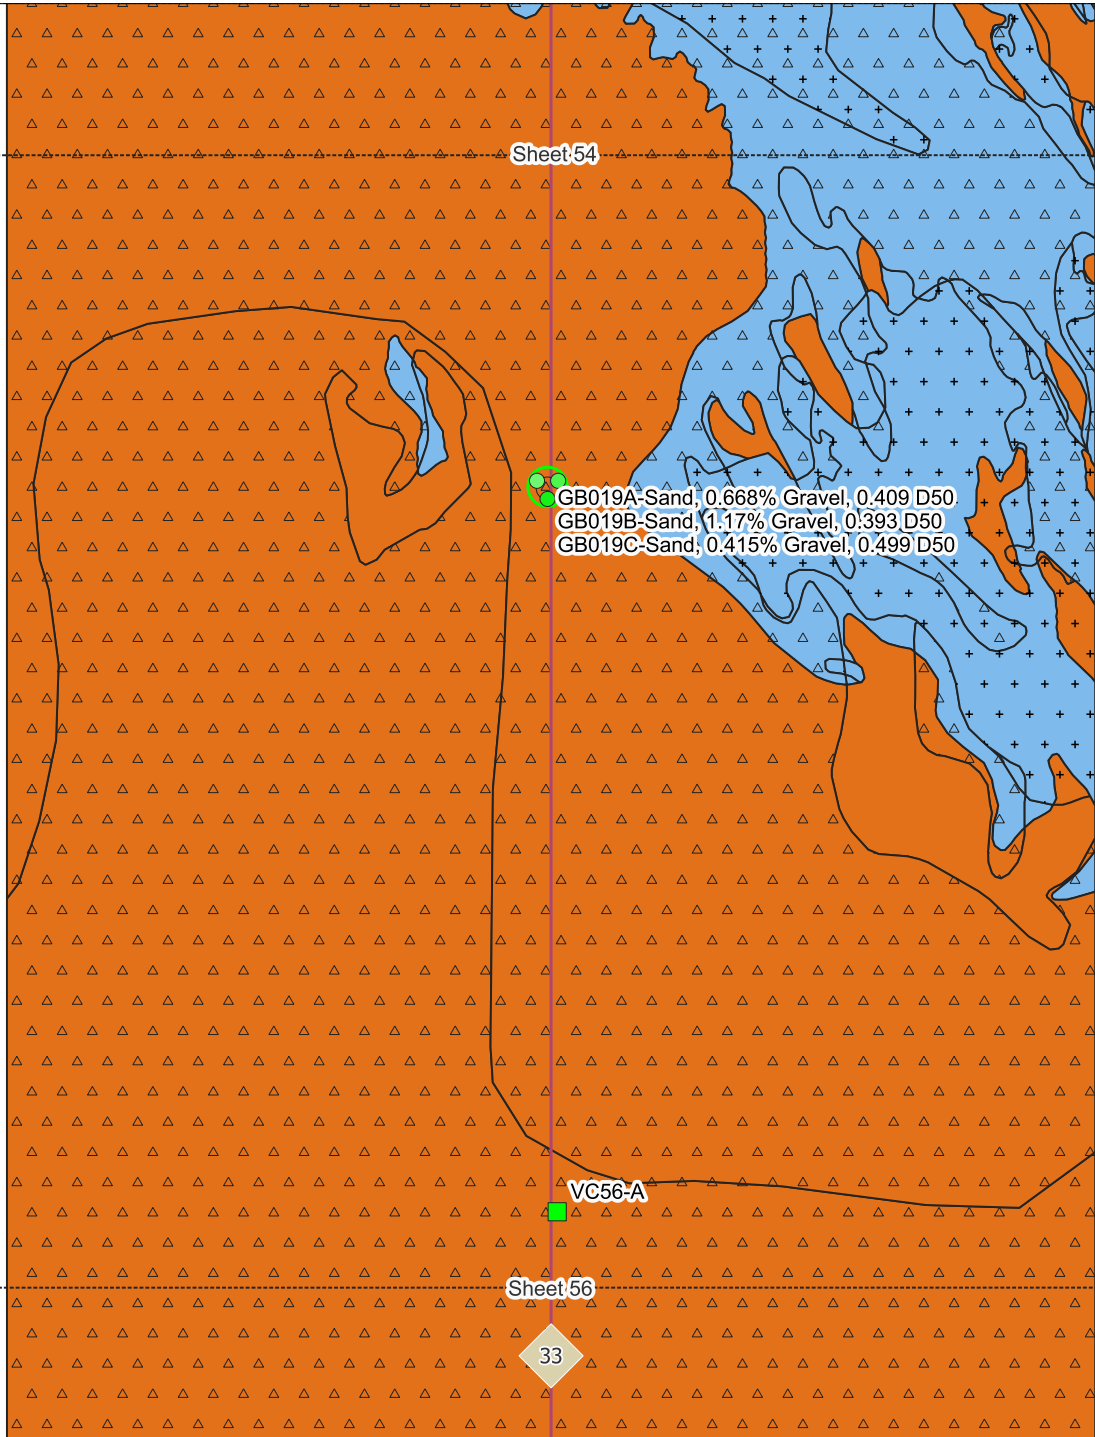 Sheet 54
GB019A-Sand, 0.668% Gravel, 0.409 D50
GB019B-Sand, 1.17% Gravel, 0.393 D50
GB019C-Sand, 0.415% Gravel, 0.499 D50
VC56-A
Sheet 56
33